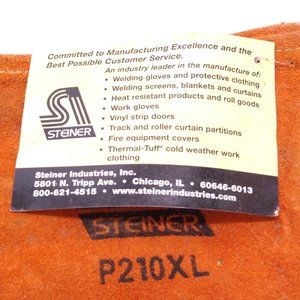 Committed to Manufacturing Excellence and the
Best Possible Customer Service.
An industry leader in the manufacture of:
• Welding gloves and protective clothing
• Welding screens, blankets and curtains
• Heat resistant products and roll goods
• Work gloves
• Vinyl strip doors
• Track and roller curtain partitions
• Fire equipment covers
• Thermal-Tuff® cold weather work
clothing
STEINER
Steiner Industries, Inc.
5801 N. Tripp Ave. • Chicago, IL • 60646-6013
800-621-4515 • www.steinerindustries.com
STEINER
P210XL